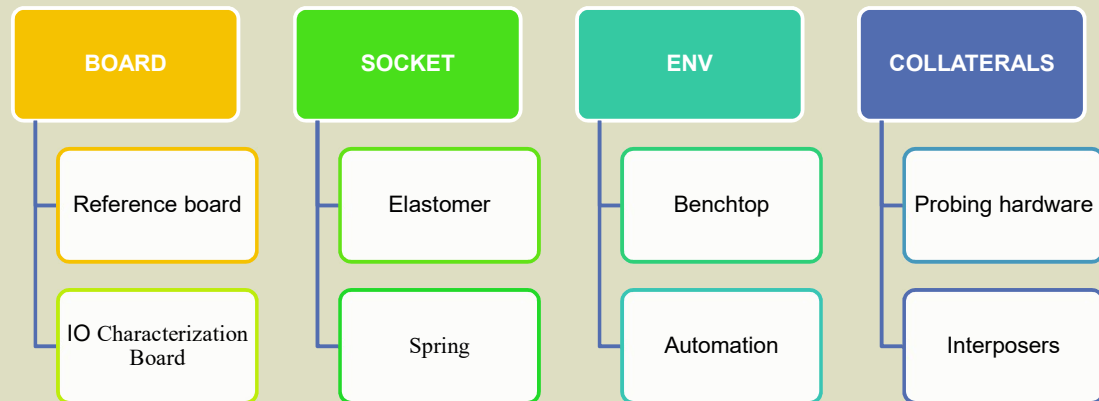 BOARD
Reference board
IO Characterization
Board
SOCKET
Elastomer
Spring
ENV
Benchtop
Automation
COLLATERALS
Probing hardware
Interposers